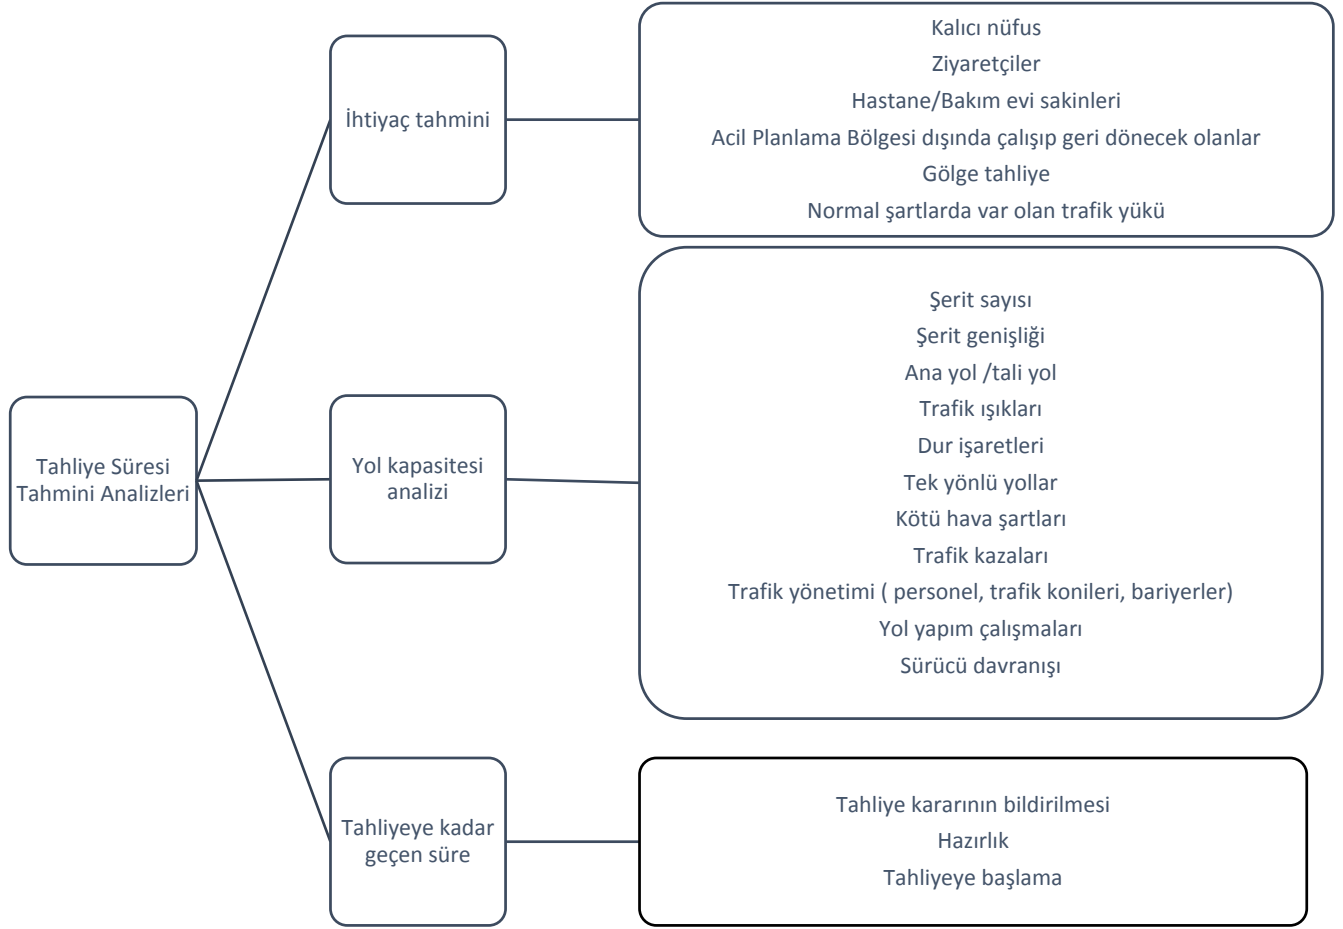 Tahliye Süresi
Tahmini Analizleri
İhtiyaç tahmini
Kalıcı nüfus
Ziyaretçiler
Hastane/Bakım evi sakinleri
Acil Planlama Bölgesi dışında çalışıp geri dönecek olanlar
Gölge tahliye
Normal şartlarda var olan trafik yükü
Yol kapasitesi
analizi
Şerit sayısı
Şerit genişliği
Ana yol /tali yol
Trafik ışıkları
Dur işaretleri
Tek yönlü yollar
Kötü hava şartları
Trafik kazaları
Trafik yönetimi ( personel, trafik konileri, bariyerler)
Yol yapım çalışmaları
Sürücü davranışı
Tahliyeye kadar
geçen süre
Tahliye kararının bildirilmesi
Hazırlık
Tahliyeye başlama